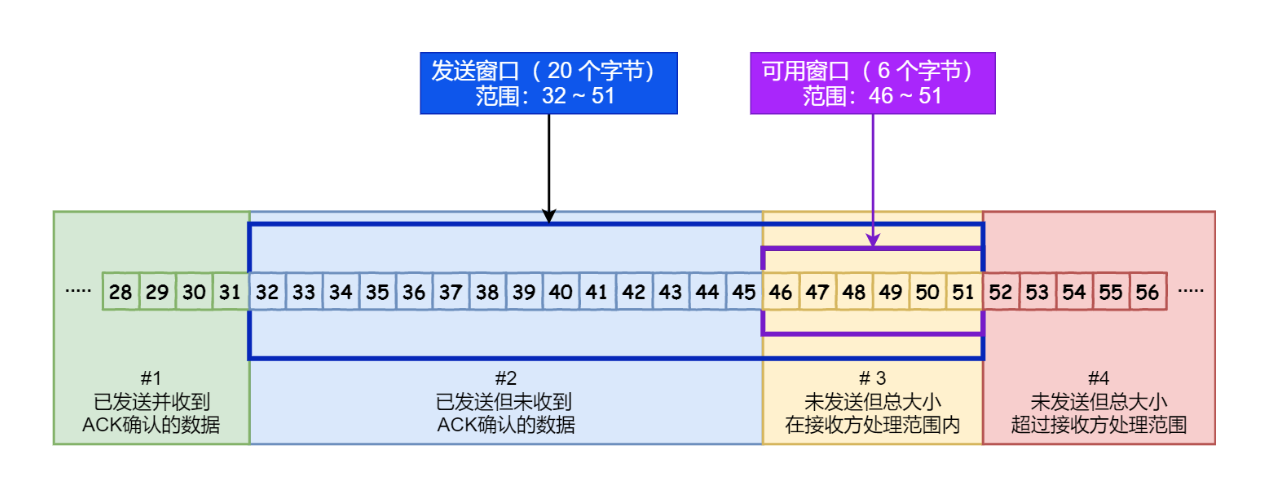 发送窗口（ 20 个字节）
范围：32 ~ 51
可用窗口（ 6 个字节）
范围：46 ~ 51
····· 28 29 30 31 32 33 34 35 36 37 38 39 40 41 42 43 44 45 46 47 48 49 50 51 52 53 54 55 56 ·····
#1
已发送并收到
ACK确认的数据
#2
已发送但未收到
ACK确认的数据
# 3
未发送但总大小
在接收方处理范围内
#4
未发送但总大小
超过接收方处理范围